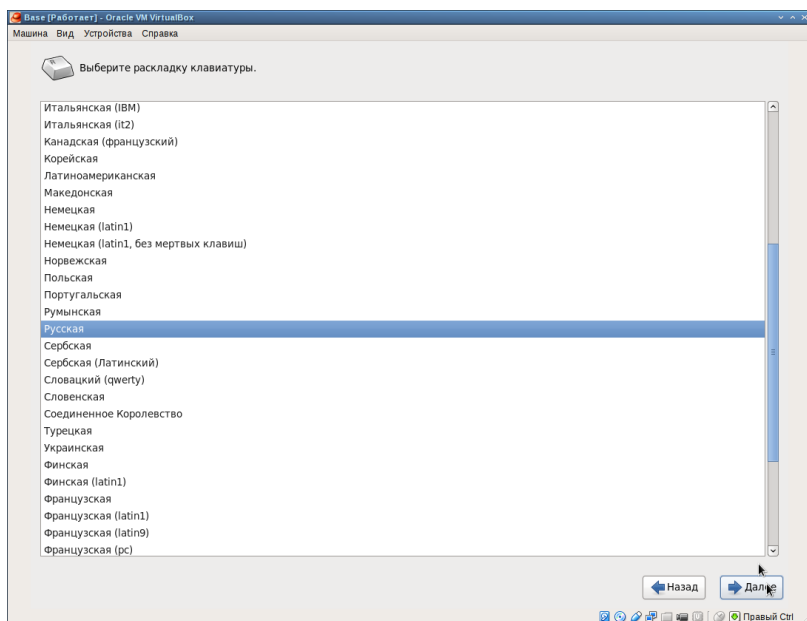 Base [Работает] - Oracle VM VirtualBox
Машина Вид Устройства Справка
Выберите раскладку клавиатуры.
Итальянская (IBM)
Итальянская (it2)
Канадская (французский)
Корейская
Латиноамериканская
Македонская
Немецкая
Немецкая (latin1)
Немецкая (latin1, без мертвых клавиш)
Норвежская
Польская
Португальская
Румынская
Русская
Сербская
Сербская (Латинский)
Словацкий (qwerty)
Словенская
Соединенное Королевство
Турецкая
Украинская
Финская
Финская (latin1)
Французская
Французская (latin1)
Французская (latin9)
Французская (pc)
Назад Далее
Правый Ctrl